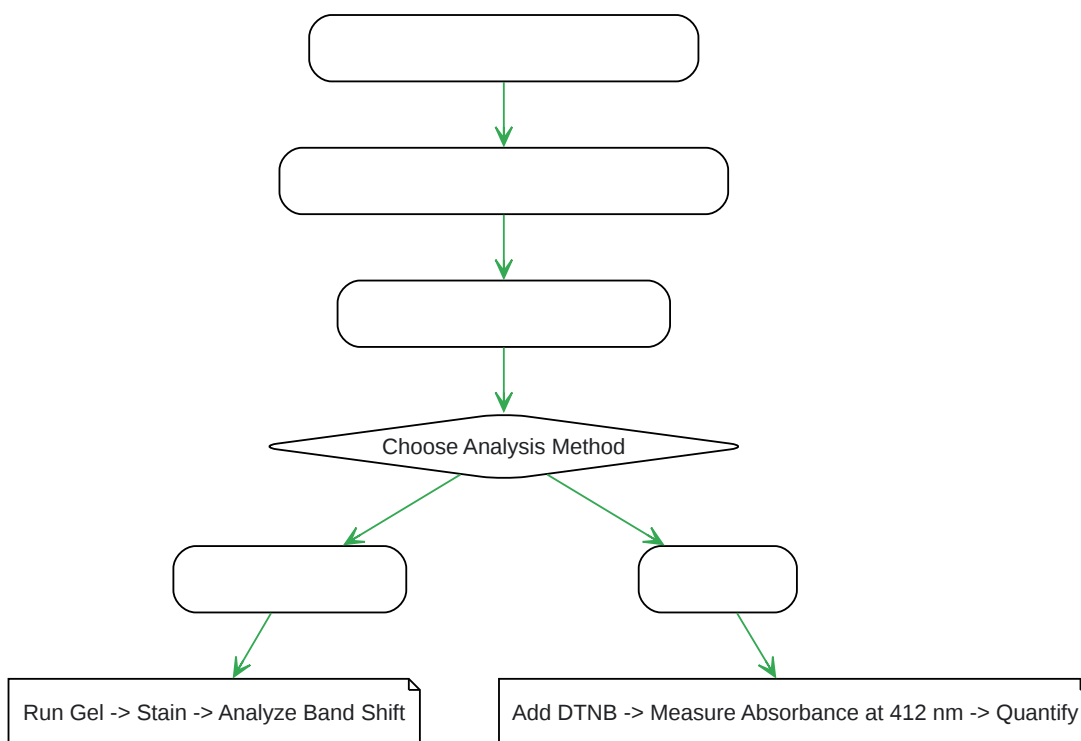 Choose Analysis Method
Run Gel -> Stain -> Analyze Band Shift
Add DTNB -> Measure Absorbance at 412 nm -> Quantify